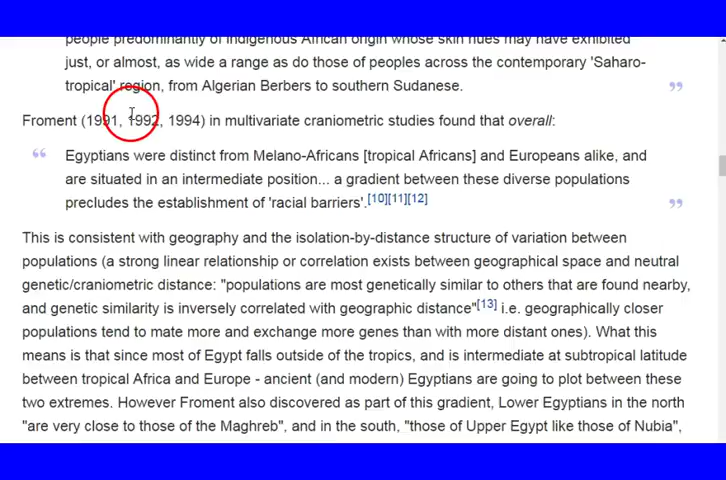 people predominantly of indigenous African origin whose skin hues may have exhibited
just, or almost, as wide a range as do those of peoples across the contemporary 'Saharo-
tropical' region, from Algerian Berbers to southern Sudanese.
Froment (1991, 1992, 1994) in multivariate craniometric studies found that overall:
Egyptians were distinct from Melano-Africans [tropical Africans] and Europeans alike, and
are situated in an intermediate position... a gradient between these diverse populations
precludes the establishment of 'racial barriers'.[10][11][12]
This is consistent with geography and the isolation-by-distance structure of variation between
populations (a strong linear relationship or correlation exists between geographical space and neutral
genetic/craniometric distance: "populations are most genetically similar to others that are found nearby,
and genetic similarity is inversely correlated with geographic distance"[13] i.e. geographically closer
populations tend to mate more and exchange more genes than with more distant ones). What this
means is that since most of Egypt falls outside of the tropics, and is intermediate at subtropical latitude
between tropical Africa and Europe - ancient (and modern) Egyptians are going to plot between these
two extremes. However Froment also discovered as part of this gradient, Lower Egyptians in the north
"are very close to those of the Maghreb", and in the south, "those of Upper Egypt like those of Nubia",